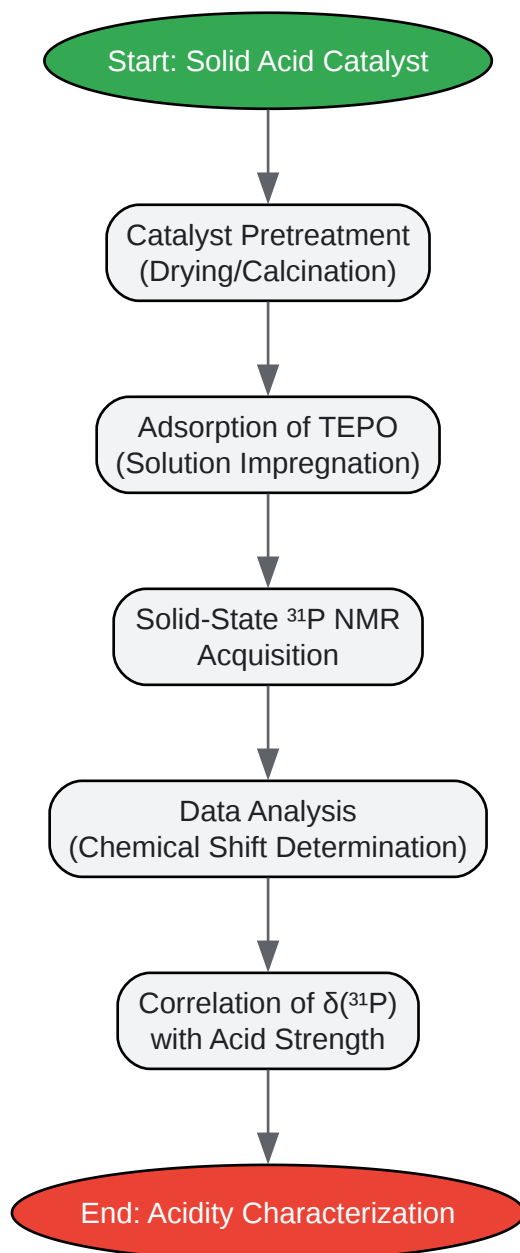 Start: Solid Acid Catalyst
Catalyst Pretreatment
(Drying/Calcination)
Adsorption of TEPO
(Solution Impregnation)
Solid-State ³¹P NMR
Acquisition
Data Analysis
(Chemical Shift Determination)
Correlation of δ(³¹P)
with Acid Strength
End: Acidity Characterization